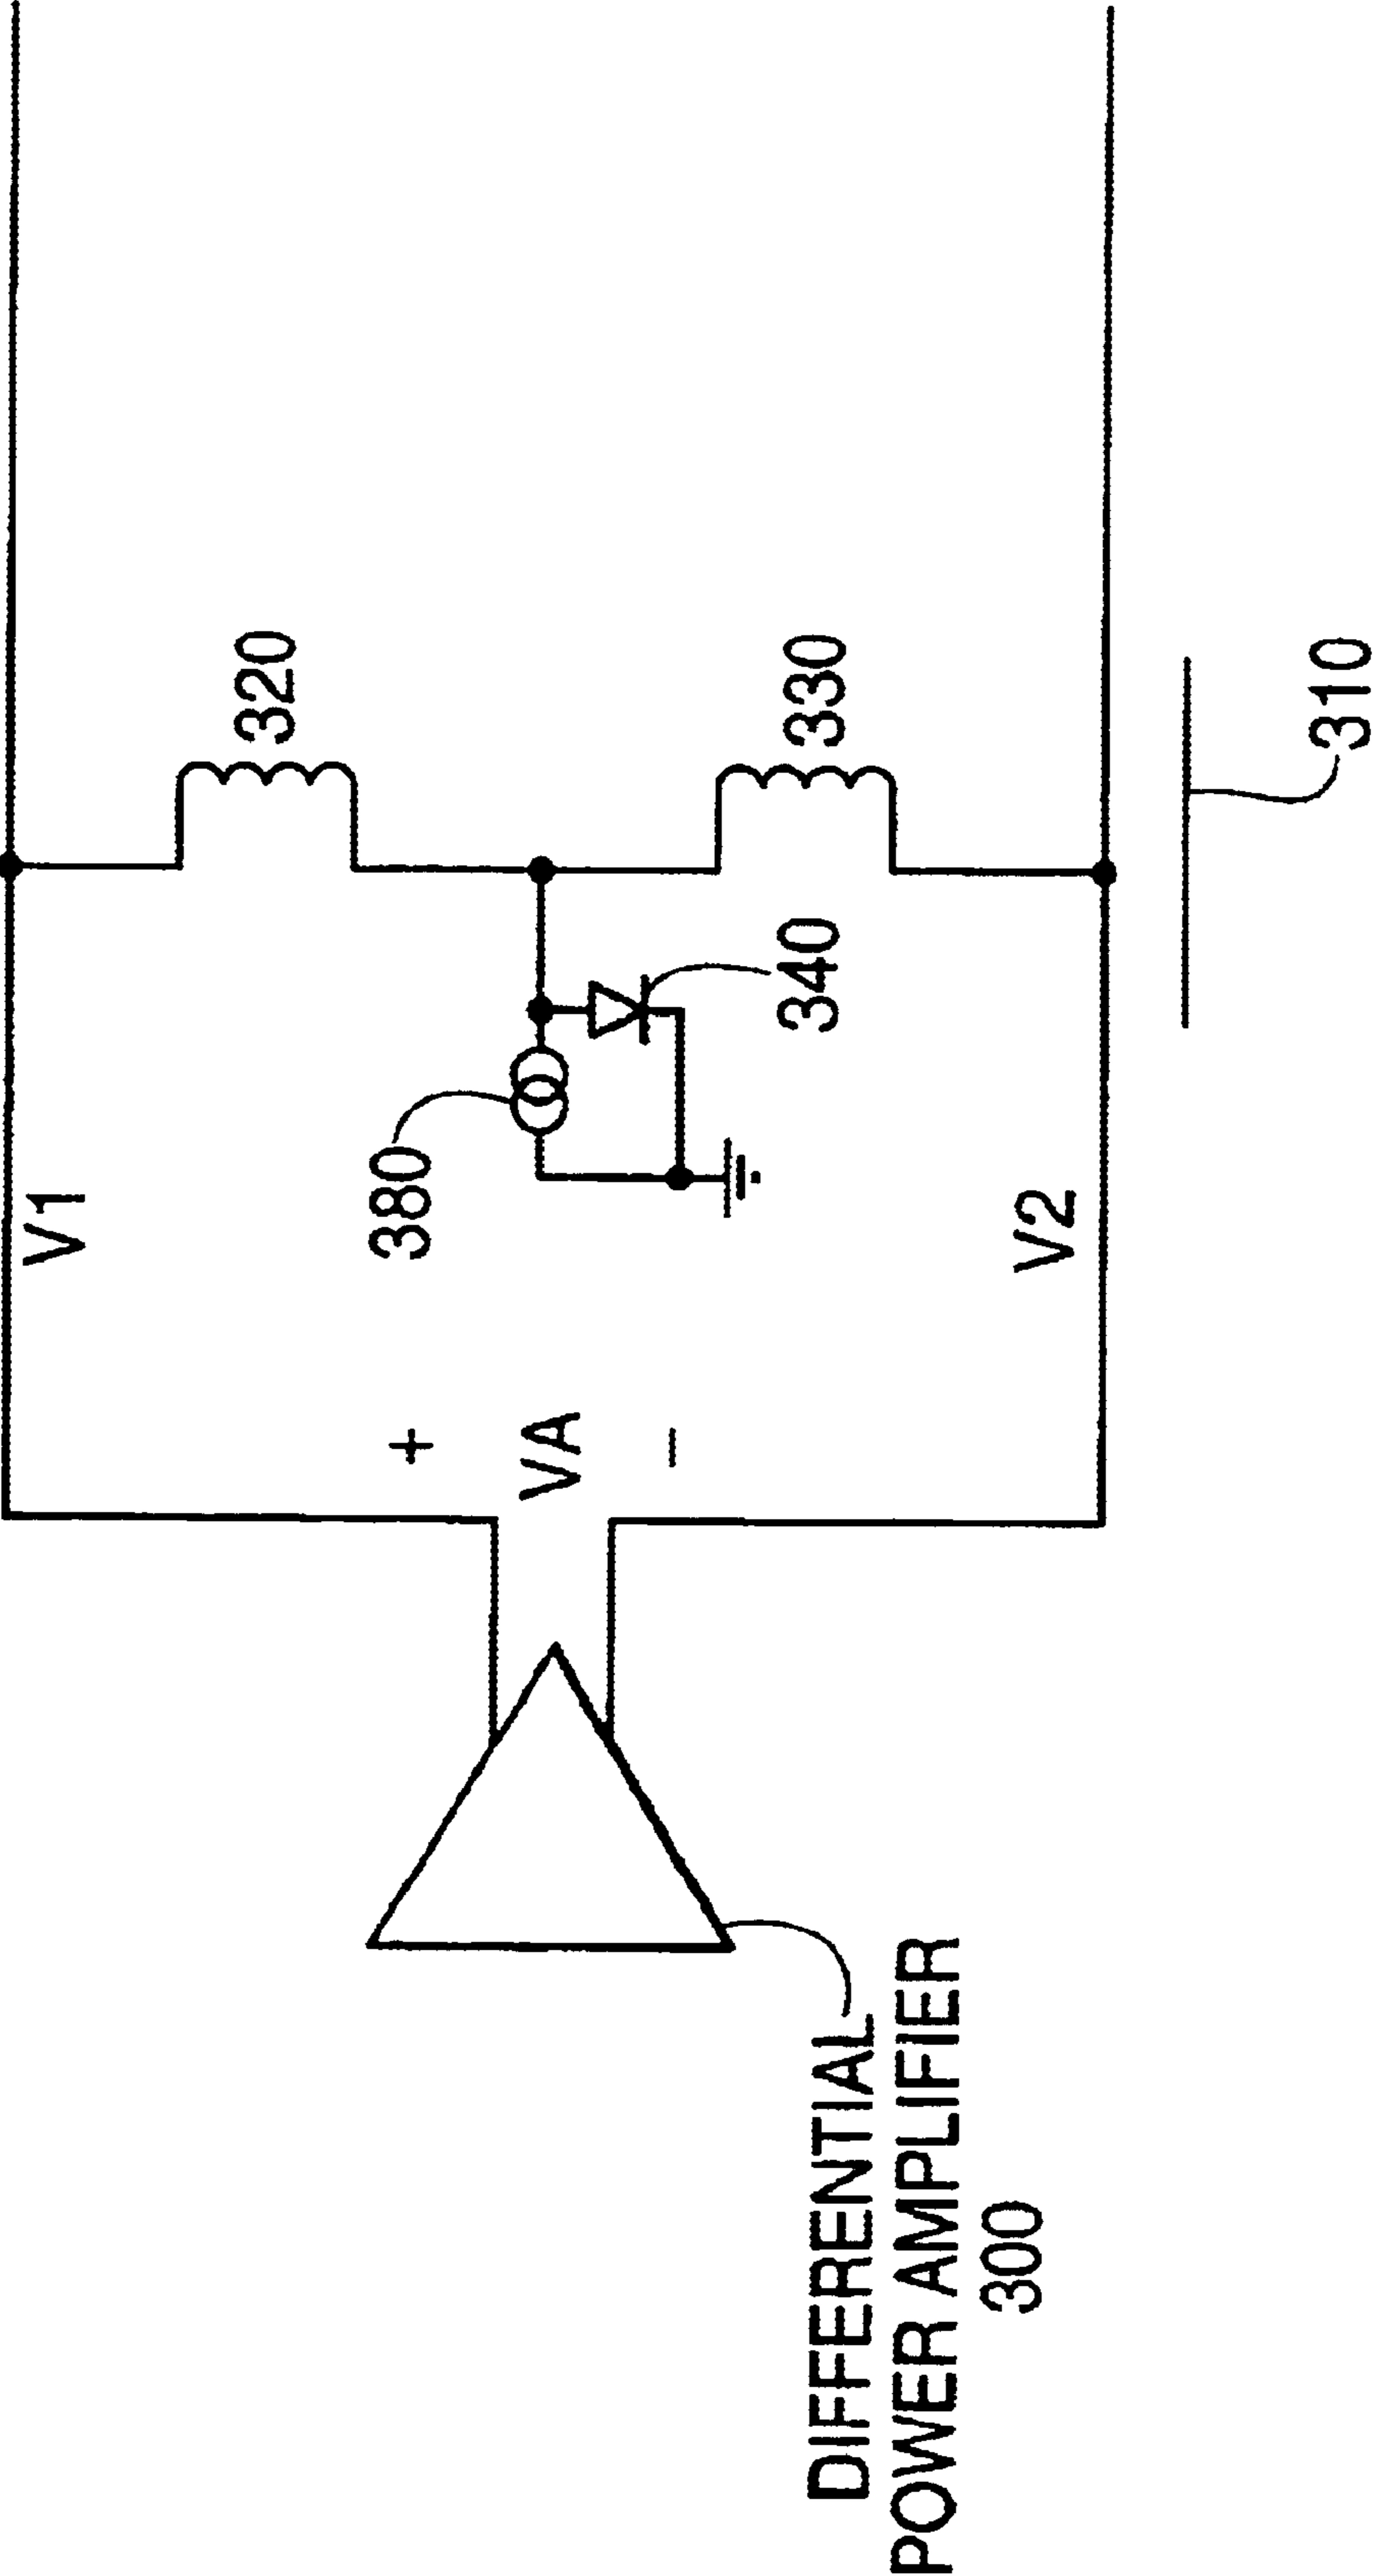 V1
320
380
+
VA
−
340
330
V2
310
DIFFERENTIAL
POWER AMPLIFIER
300